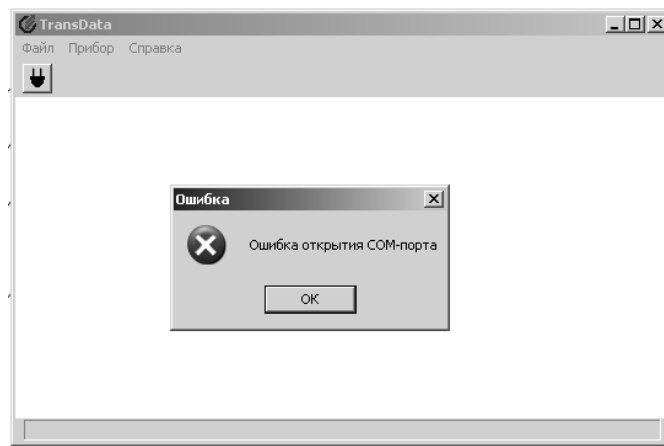 TransData
Файл Прибор Справка
Ошибка
Ошибка открытия COM-порта
OK